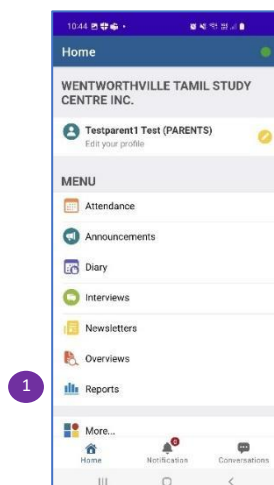 10:44
Home
WENTWORTHVILLE TAMIL STUDY
CENTRE INC.
Testparent1 Test (PARENTS)
Edit your profile
MENU
Attendance
Announcements
Diary
Interviews
Newsletters
Overviews
1
Reports
More...
0
Home
Notification
Conversations